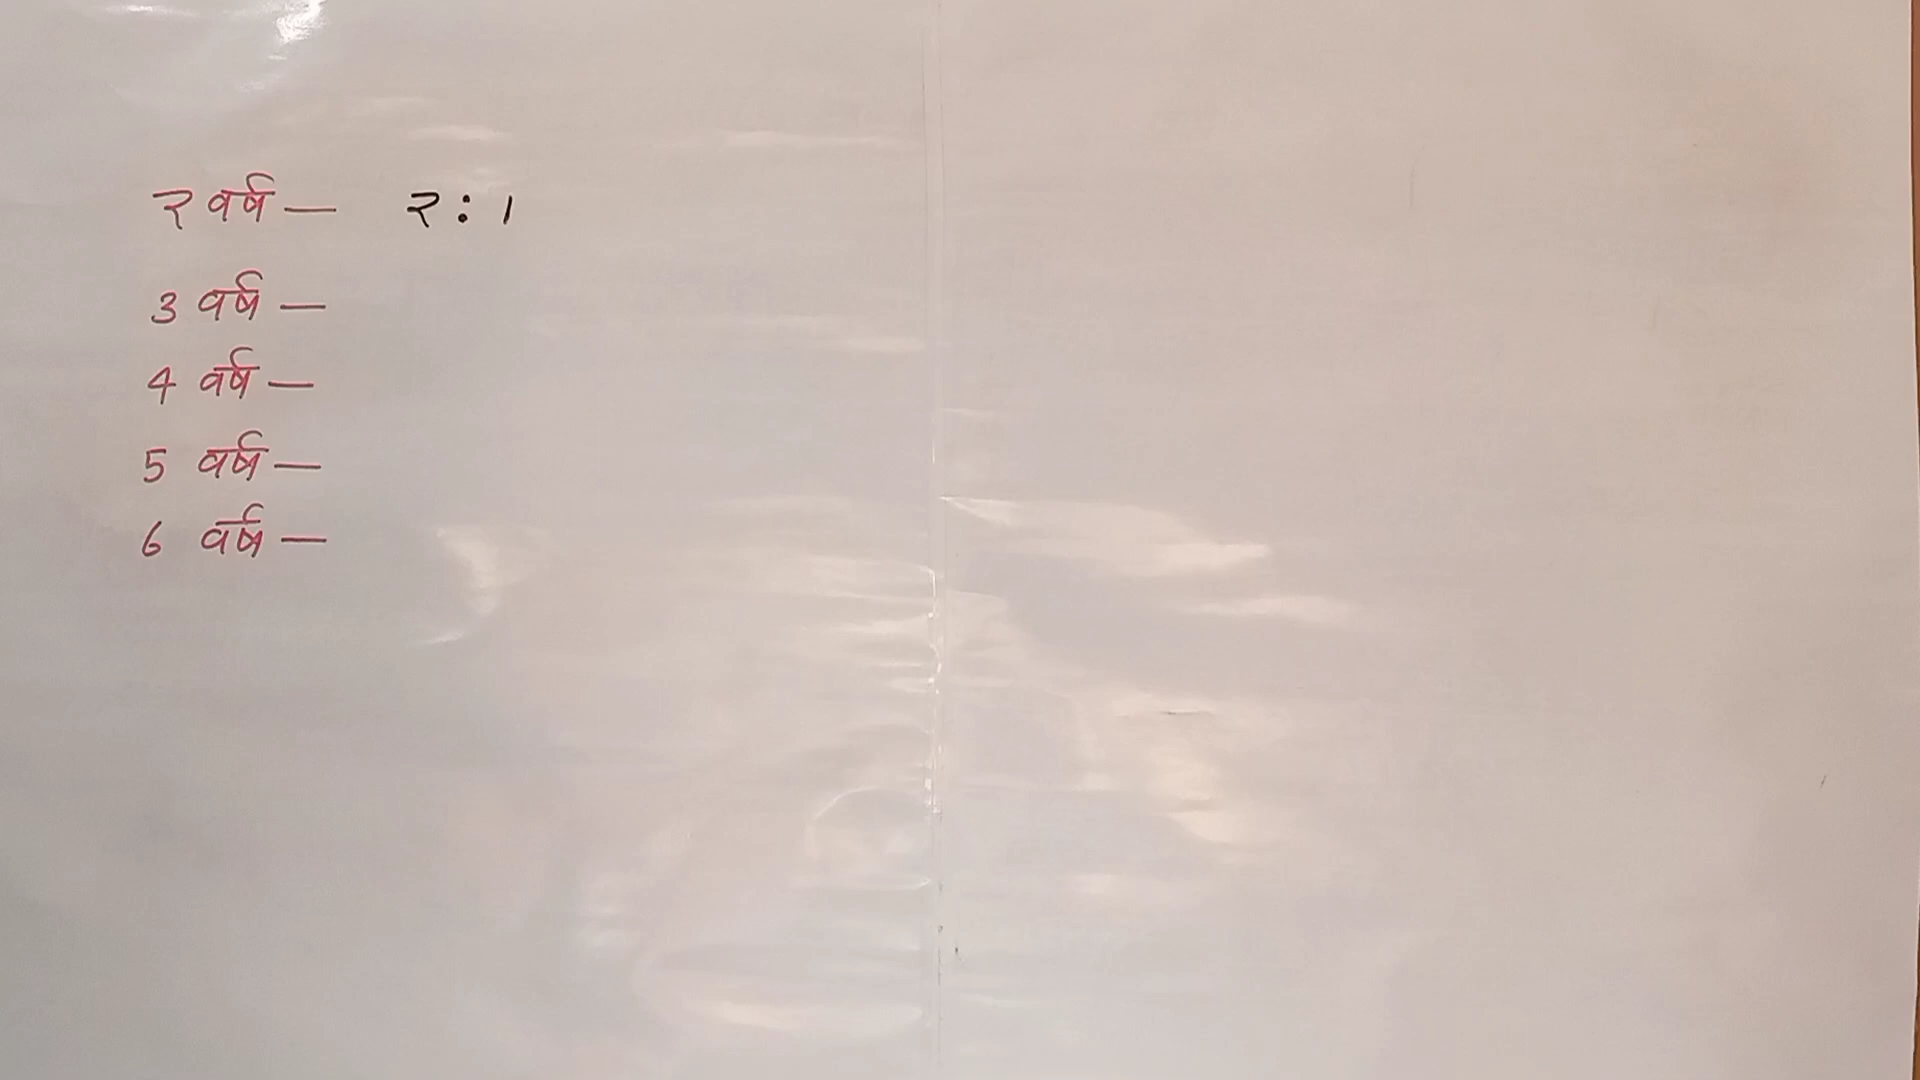 २ वर्ष — २ : १
3 वर्ष —
4 वर्ष —
5 वर्ष —
6 वर्ष —